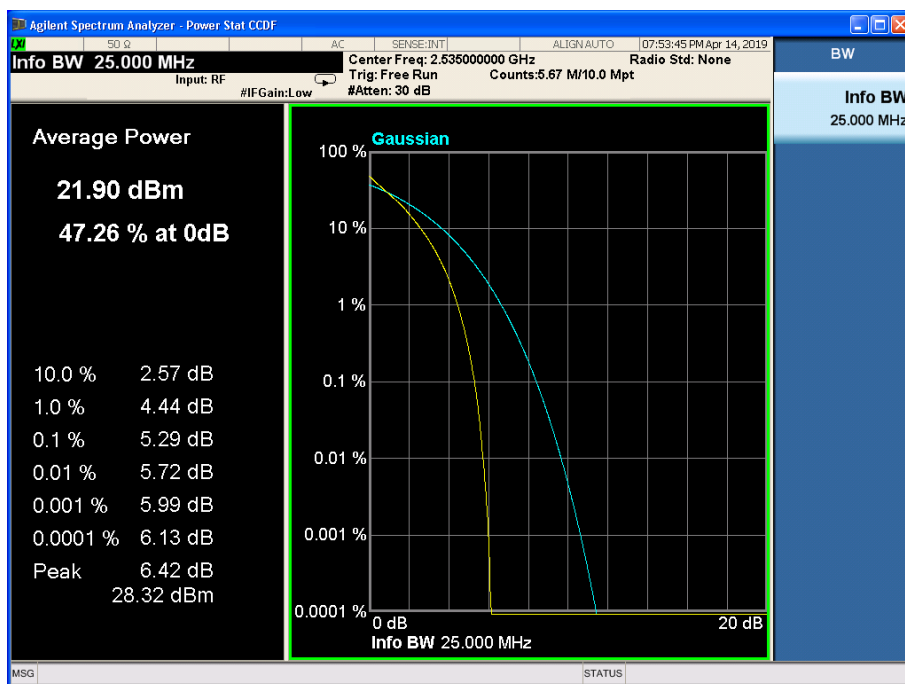 Agilent Spectrum Analyzer - Power Stat CCDF
LXI 50 Ω AC SENSE:INT ALIGN AUTO 07:53:45 PM Apr 14, 2019
Info BW 25.000 MHz
Center Freq: 2.535000000 GHz Radio Std: None
Input: RF Trig: Free Run Counts:5.67 M/10.0 Mpt
#IFGain:Low #Atten: 30 dB
BW
Info BW
25.000 MHz
Average Power
21.90 dBm
47.26 % at 0dB
10.0 % 2.57 dB
1.0 % 4.44 dB
0.1 % 5.29 dB
0.01 % 5.72 dB
0.001 % 5.99 dB
0.0001 % 6.13 dB
Peak 6.42 dB
28.32 dBm
Gaussian
100 %
10 %
1 %
0.1 %
0.01 %
0.001 %
0.0001 %
0 dB 20 dB
Info BW 25.000 MHz
MSG STATUS